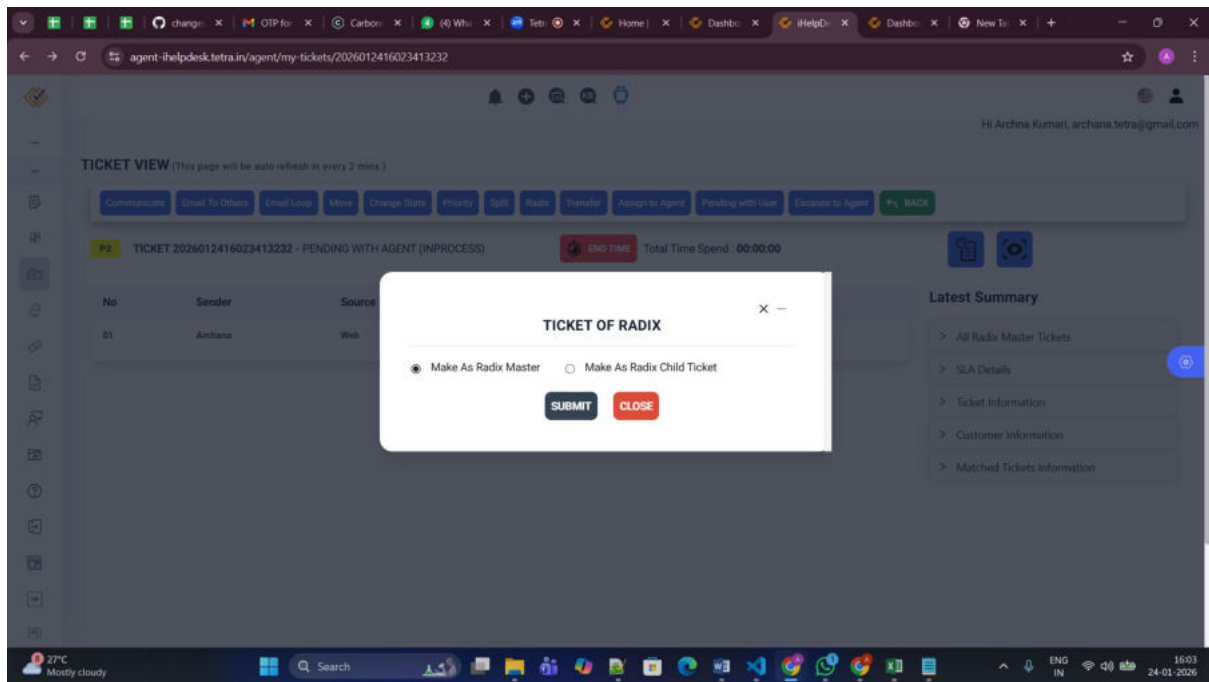 change
OTP for
Carbon
(4) Wha
Tetr
Home |
Dashbo
iHelpDe
Dashbo
New Tab
agent-ihelpdesk.tetra.in/agent/my-tickets/2026012416023413232
Hi Archna Kumari, archana.tetra@gmail.com
TICKET VIEW (This page will be auto refresh in every 2 mins )
Communicate Email To Others Email Loop Move Change State Priority Split Radix Transfer Assign to Agent Pending with User Escalate to Agent BACK
P3 TICKET 2026012416023413232 - PENDING WITH AGENT (INPROCESS) END TIME Total Time Spend : 00:00:00
No Sender Source
01 Archana Web
TICKET OF RADIX
Make As Radix Master Make As Radix Child Ticket
SUBMIT CLOSE
Latest Summary
All Radix Master Tickets
SLA Details
Ticket Information
Customer Information
Matched Tickets Information
27°C
Mostly cloudy
Search
ENG
IN
16:03
24-01-2026